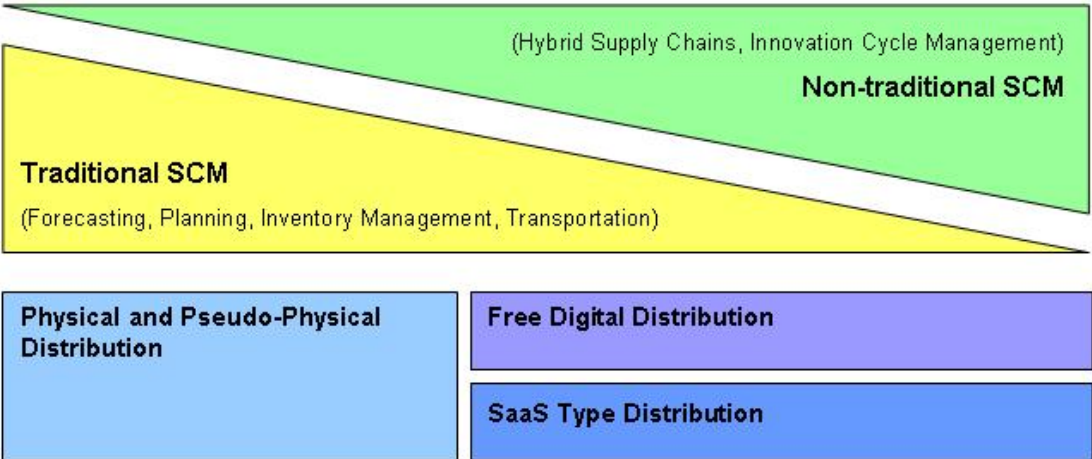 (Hybrid Supply Chains, Innovation Cycle Management)
Non-traditional SCM
Traditional SCM
(Forecasting, Planning, Inventory Management, Transportation)
Physical and Pseudo-Physical
Distribution
Free Digital Distribution
SaaS Type Distribution